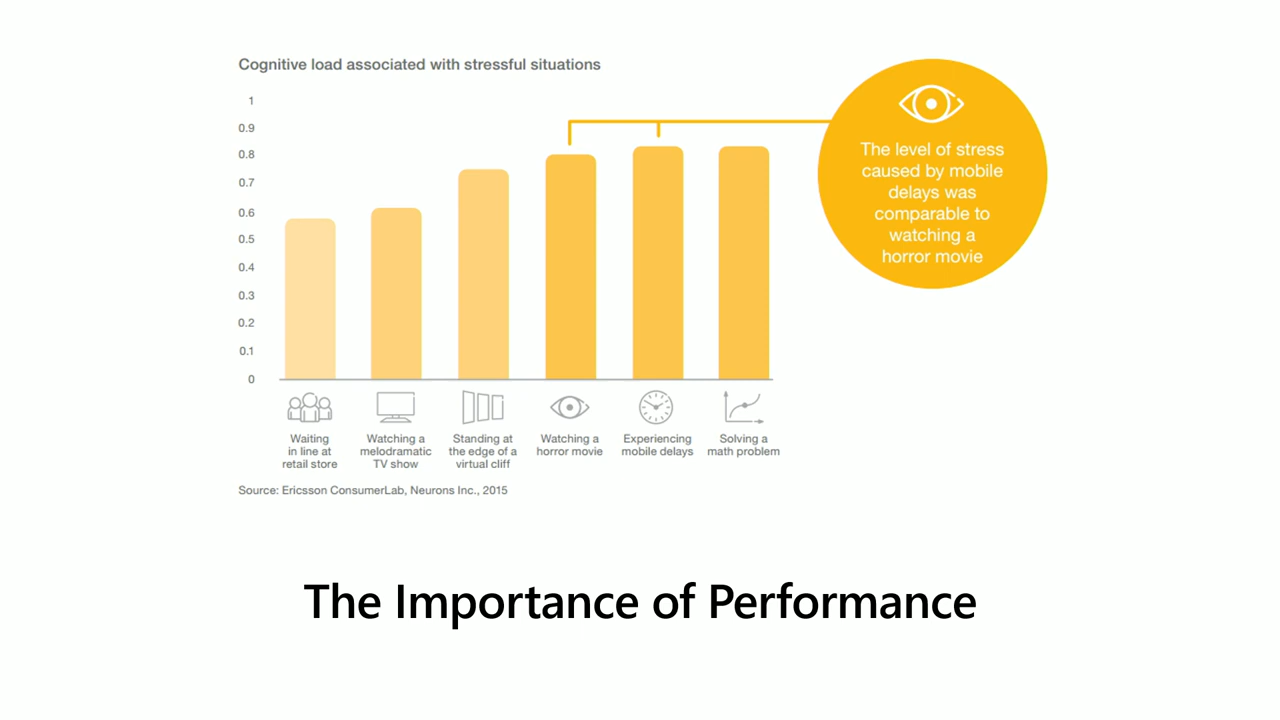 Cognitive load associated with stressful situations
1
0.9
0.8
0.7
0.6
0.5
0.4
0.3
0.2
0.1
0
The level of stress
caused by mobile
delays was
comparable to
watching a
horror movie
Waiting
in line at
retail store
Watching a
melodramatic
TV show
Standing at
the edge of a
virtual cliff
Watching a
horror movie
Experiencing
mobile delays
Solving a
math problem
Source: Ericsson ConsumerLab, Neurons Inc., 2015
The Importance of Performance